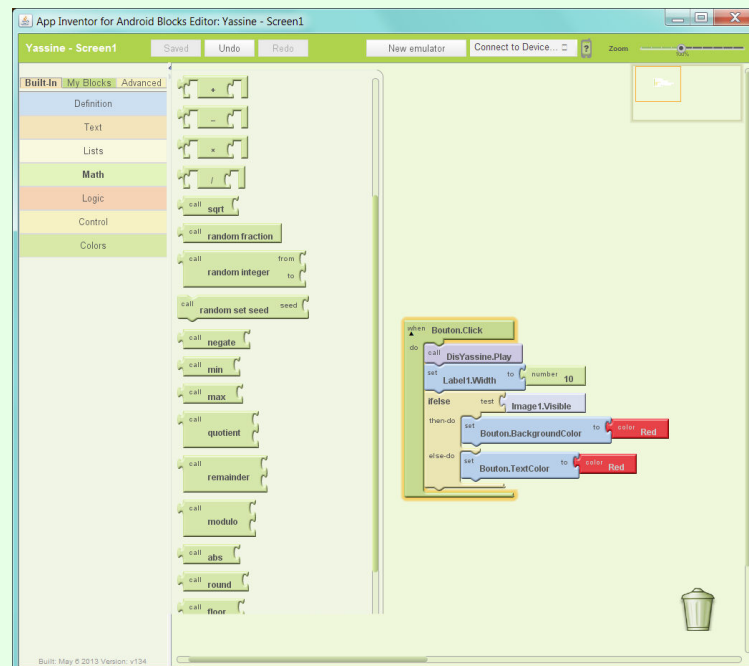 App Inventor for Android Blocks Editor: Yassine - Screen1
Yassine - Screen1 Saved Undo Redo New emulator Connect to Device... ? Zoom 100%
Built-In My Blocks Advanced
Definition
Text
Lists
Math
Logic
Control
Colors
+
−
×
/
call sqrt
call random fraction
call random integer from to
call random set seed seed
call negate
call min
call max
call quotient
call remainder
call modulo
call abs
call round
call floor
when Bouton.Click
do call DisYassine.Play
set Label1.Width to number 10
ifelse test Image1.Visible
then-do set Bouton.BackgroundColor to color Red
else-do set Bouton.TextColor to color Red
Built: May 6 2013 Version: v134